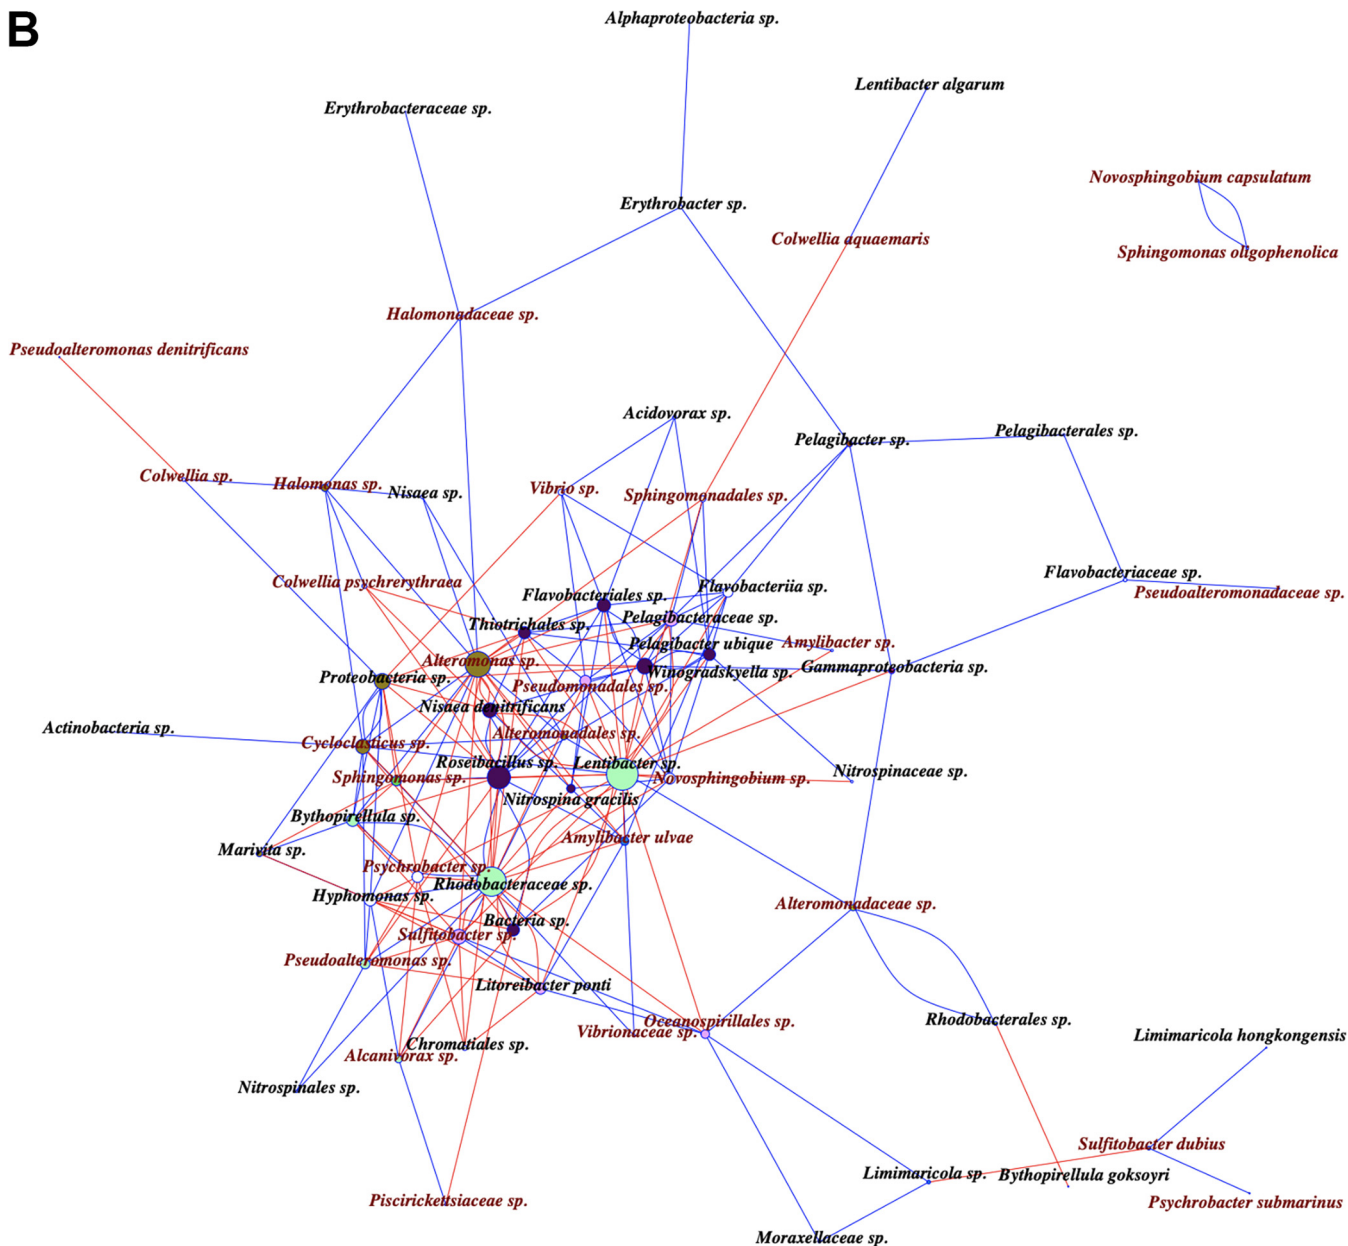 B
Alphaproteobacteria sp.
Lentibacter algarum
Erythrobacteraceae sp.
Novosphingobium capsulatum
Erythrobacter sp.
Colwellia aquaemaris
Sphingomonas oligophenolica
Halomonadaceae sp.
Pseudoalteromonas denitrificans
Acidovorax sp.
Pelagibacter sp.
Pelagibacterales sp.
Colwellia sp.
Halomonas sp.
Nisaea sp.
Vibrio sp.
Sphingomonadales sp.
Colwellia psychrerythraea
Flavobacteriia sp.
Flavobacteriaceae sp.
Pseudoalteromonadaceae sp.
Flavobacteriales sp.
Pelagibacteraceae sp.
Thiotrichales sp.
Pelagibacter ubique
Amylibacter sp.
Alteromonas sp.
Gammaproteobacteria sp.
Winogradskyella sp.
Proteobacteria sp.
Pseudomonadales sp.
Nisaea denitrificans
Actinobacteria sp.
Alteromonadales sp.
Cycloclasticus sp.
Roseibacillus sp.
Lentibacter sp.
Nitrospinaceae sp.
Sphingomonas sp.
Novosphingobium sp.
Nitrospina gracilis
Bythopirellula sp.
Amylibacter ulvae
Marivita sp.
Psychrobacter sp.
Rhodobacteraceae sp.
Hyphomonas sp.
Alteromonadaceae sp.
Bacteria sp.
Sulfitobacter sp.
Pseudoalteromonas sp.
Litoreibacter ponti
Oceanospirillales sp.
Vibrionaceae sp.
Rhodobacterales sp.
Limimaricola hongkongensis
Chromatiales sp.
Alcanivorax sp.
Nitrospinales sp.
Sulfitobacter dubius
Limimaricola sp.
Bythopirellula goksoyri
Piscirickettsiaceae sp.
Psychrobacter submarinus
Moraxellaceae sp.